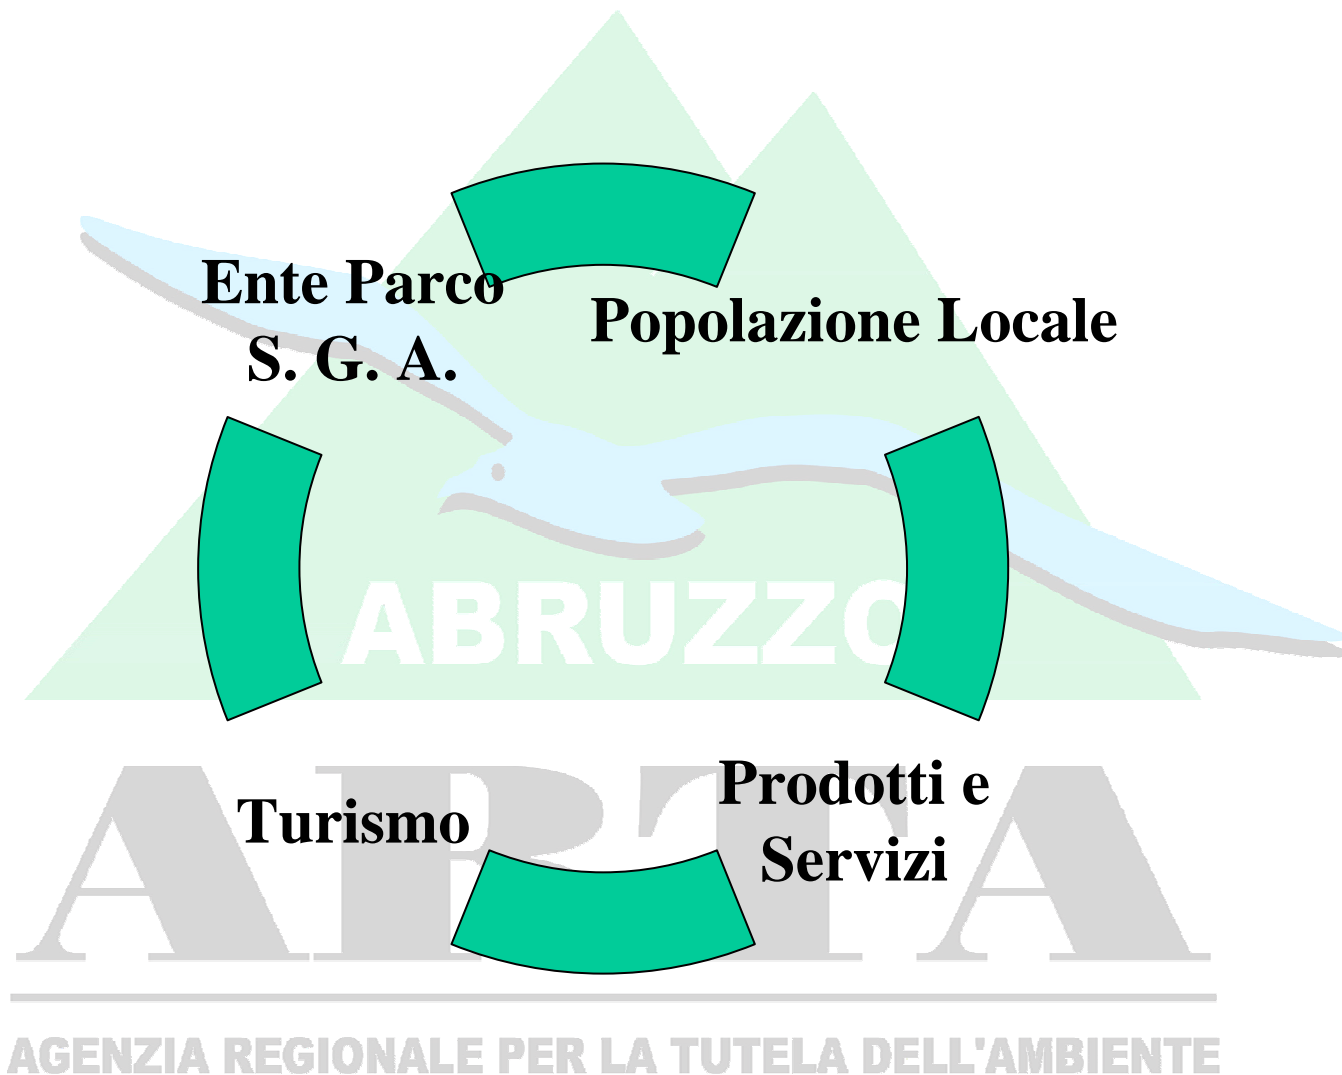 Ente Parco
S. G. A.
Popolazione Locale
ABRUZZO
Turismo
Prodotti e
Servizi
ARTA
AGENZIA REGIONALE PER LA TUTELA DELL'AMBIENTE